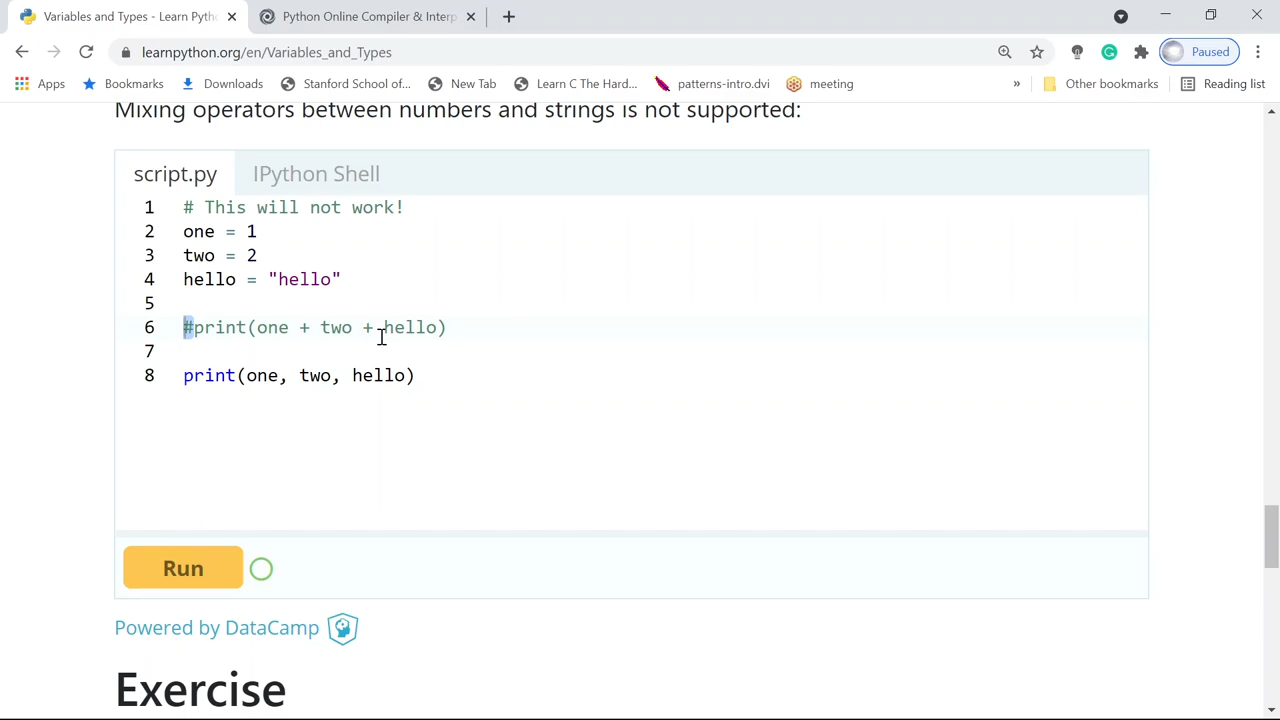 Variables and Types - Learn Pyth
Python Online Compiler & Interp
learnpython.org/en/Variables_and_Types
Paused
Apps
Bookmarks
Downloads
Stanford School of...
New Tab
Learn C The Hard...
patterns-intro.dvi
meeting
»
Other bookmarks
Reading list
Mixing operators between numbers and strings is not supported:
script.py
IPython Shell
1 # This will not work!
2 one = 1
3 two = 2
4 hello = "hello"
5
6 #print(one + two + hello)
7
8 print(one, two, hello)
Run
Powered by DataCamp
Exercise